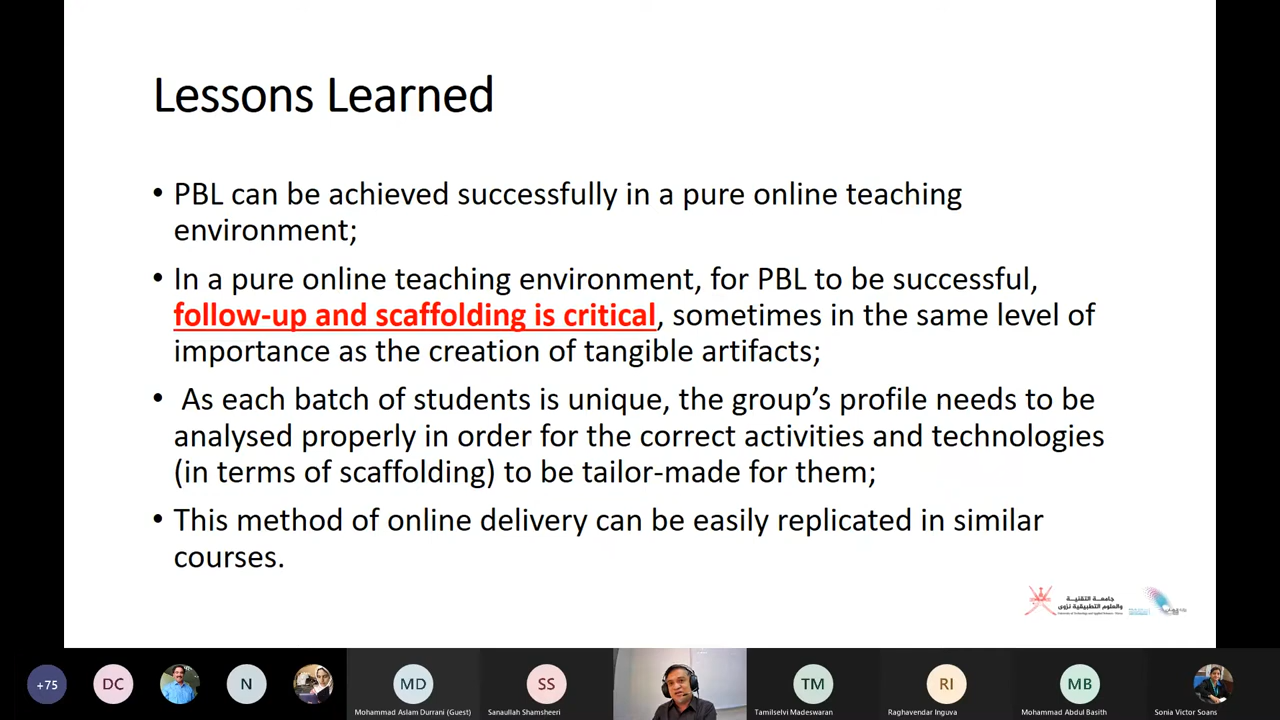 Lessons Learned
• PBL can be achieved successfully in a pure online teaching
environment;
• In a pure online teaching environment, for PBL to be successful,
follow-up and scaffolding is critical, sometimes in the same level of
importance as the creation of tangible artifacts;
• As each batch of students is unique, the group’s profile needs to be
analysed properly in order for the correct activities and technologies
(in terms of scaffolding) to be tailor-made for them;
• This method of online delivery can be easily replicated in similar
courses.
جامعة التقنية
والعلوم التطبيقية نزوى
+75
DC
N
MD
SS
TM
RI
MB
Mohammad Aslam Durrani (Guest)
Sanaullah Shamsheeri
Tamilselvi Madeswaran
Raghavendar Inguva
Mohammad Abdul Basith
Sonia Victor Soans